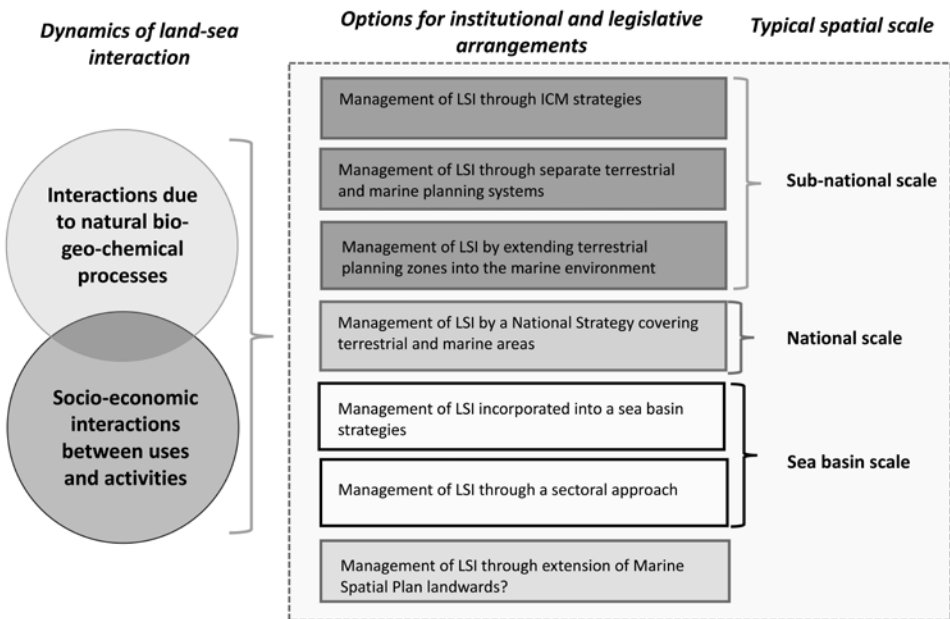 Dynamics of land-sea
interaction
Options for institutional and legislative
arrangements
Typical spatial scale
Interactions due
to natural bio-
geo-chemical
processes
Socio-economic
interactions
between uses
and activities
Management of LSI through ICM strategies
Management of LSI through separate terrestrial
and marine planning systems
Management of LSI by extending terrestrial
planning zones into the marine environment
Sub-national scale
Management of LSI by a National Strategy covering
terrestrial and marine areas
National scale
Management of LSI incorporated into a sea basin
strategies
Management of LSI through a sectoral approach
Sea basin scale
Management of LSI through extension of Marine
Spatial Plan landwards?